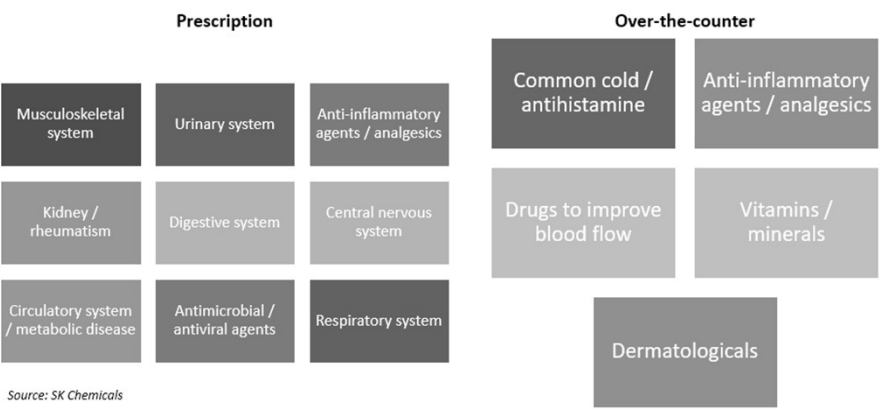 Prescription
Musculoskeletal
system
Urinary system
Anti-inflammatory
agents / analgesics
Kidney /
rheumatism
Digestive system
Central nervous
system
Circulatory system
/ metabolic disease
Antimicrobial /
antiviral agents
Respiratory system
Over-the-counter
Common cold /
antihistamine
Anti-inflammatory
agents / analgesics
Drugs to improve
blood flow
Vitamins /
minerals
Dermatologicals
Source: SK Chemicals